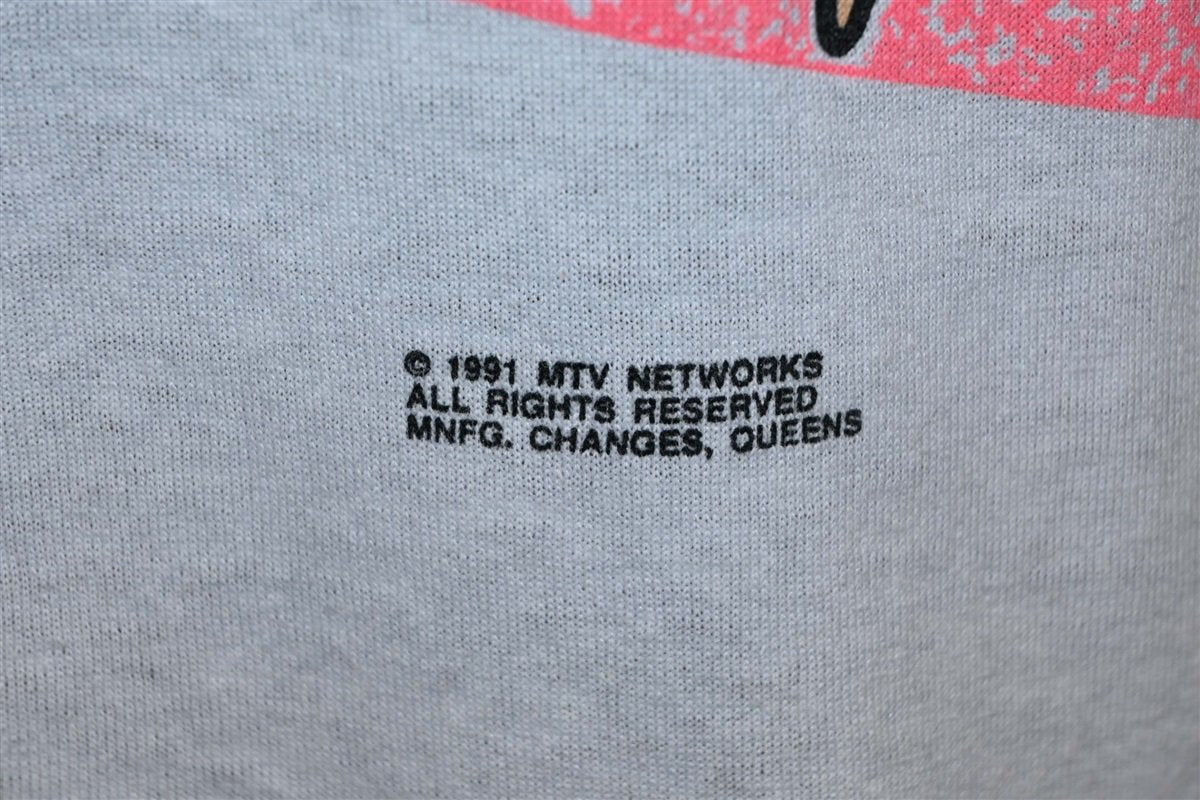 © 1991 MTV NETWORKS
ALL RIGHTS RESERVED
MNFG. CHANGES, QUEENS